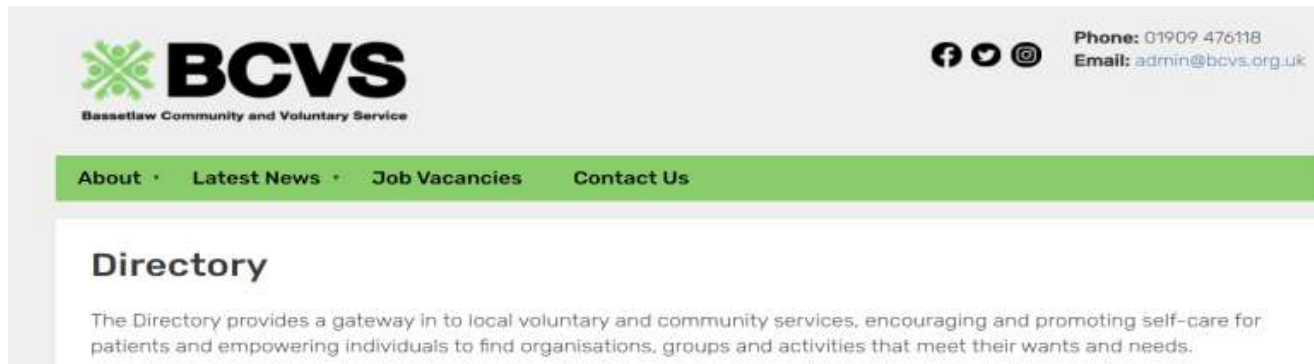 BCVS
Bassetlaw Community and Voluntary Service
Phone: 01909 476118
Email: admin@bcvs.org.uk
About
Latest News
Job Vacancies
Contact Us
Directory
The Directory provides a gateway in to local voluntary and community services, encouraging and promoting self-care for
patients and empowering individuals to find organisations, groups and activities that meet their wants and needs.